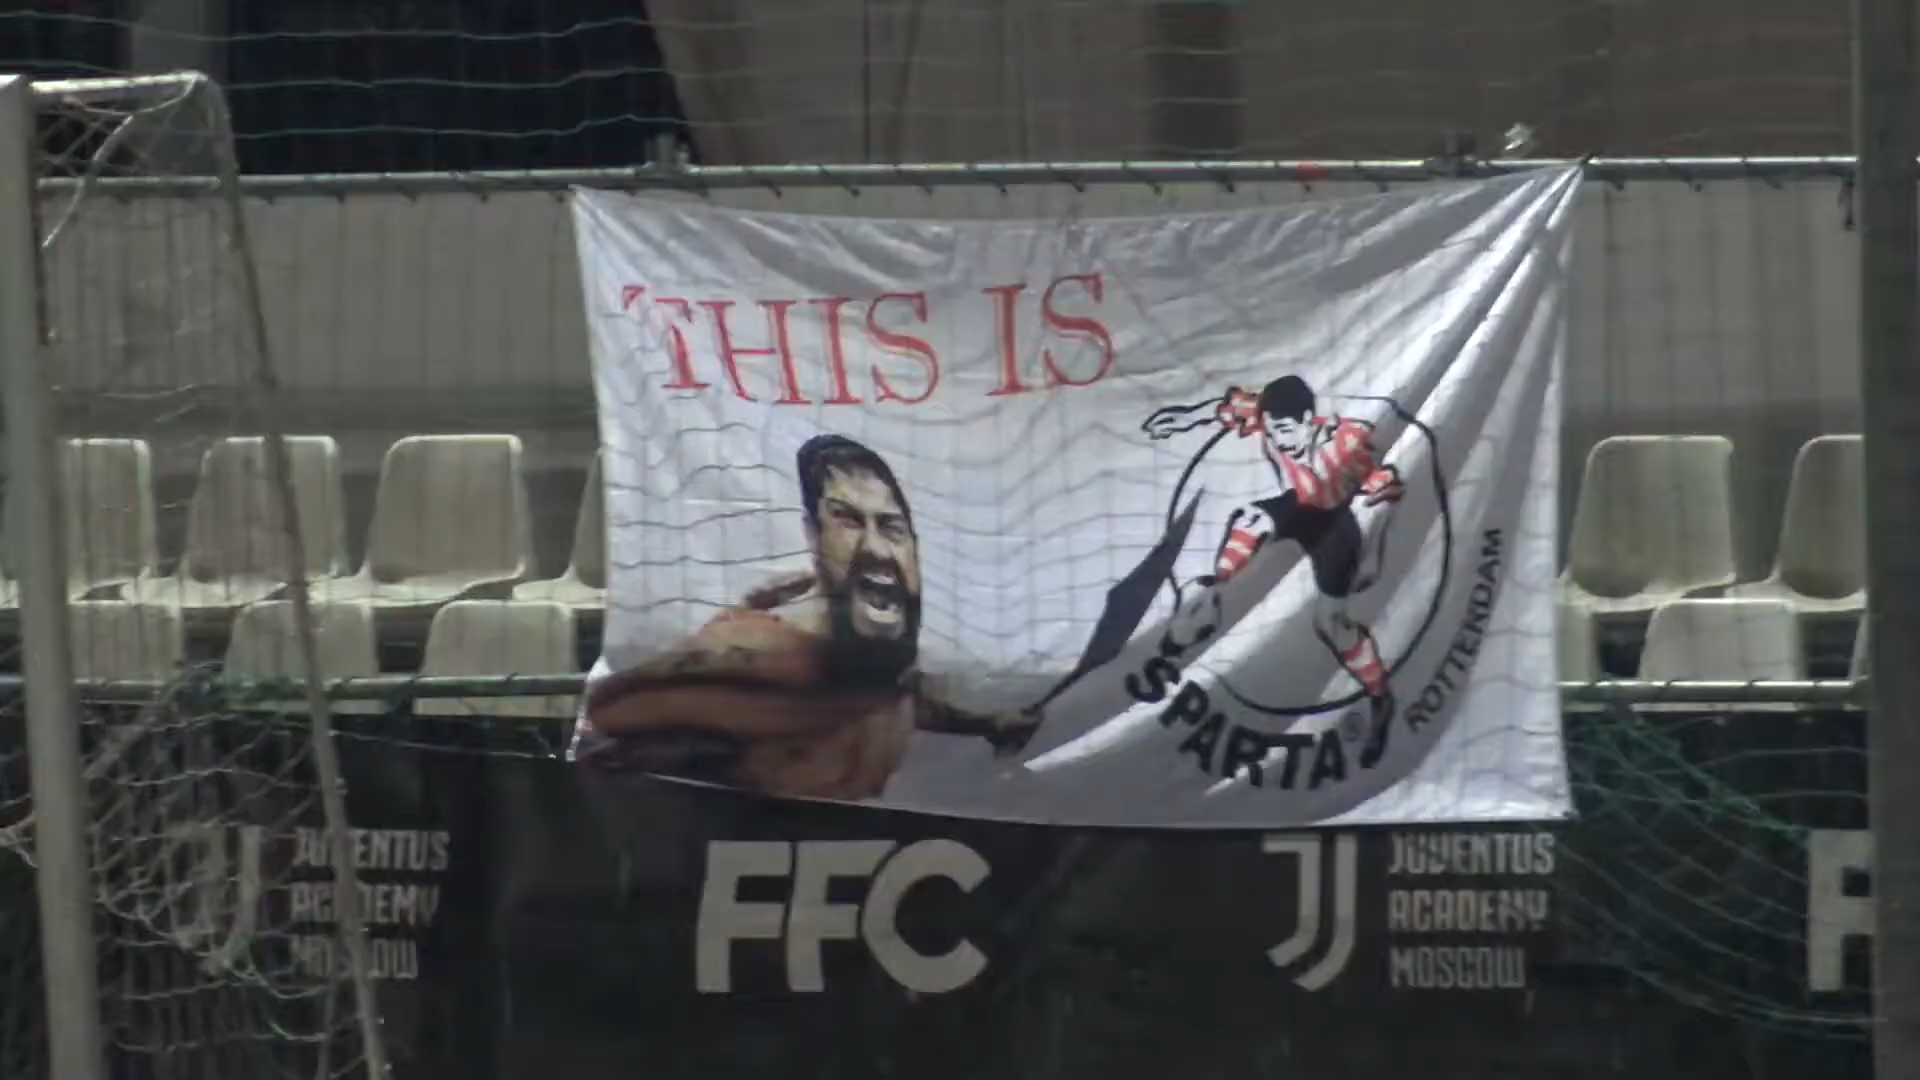 THIS IS
SPARTA®
ROTTERDAM
JUVENTUS
ACADEMY
MOSCOW
FFC
JUVENTUS
ACADEMY
MOSCOW
F